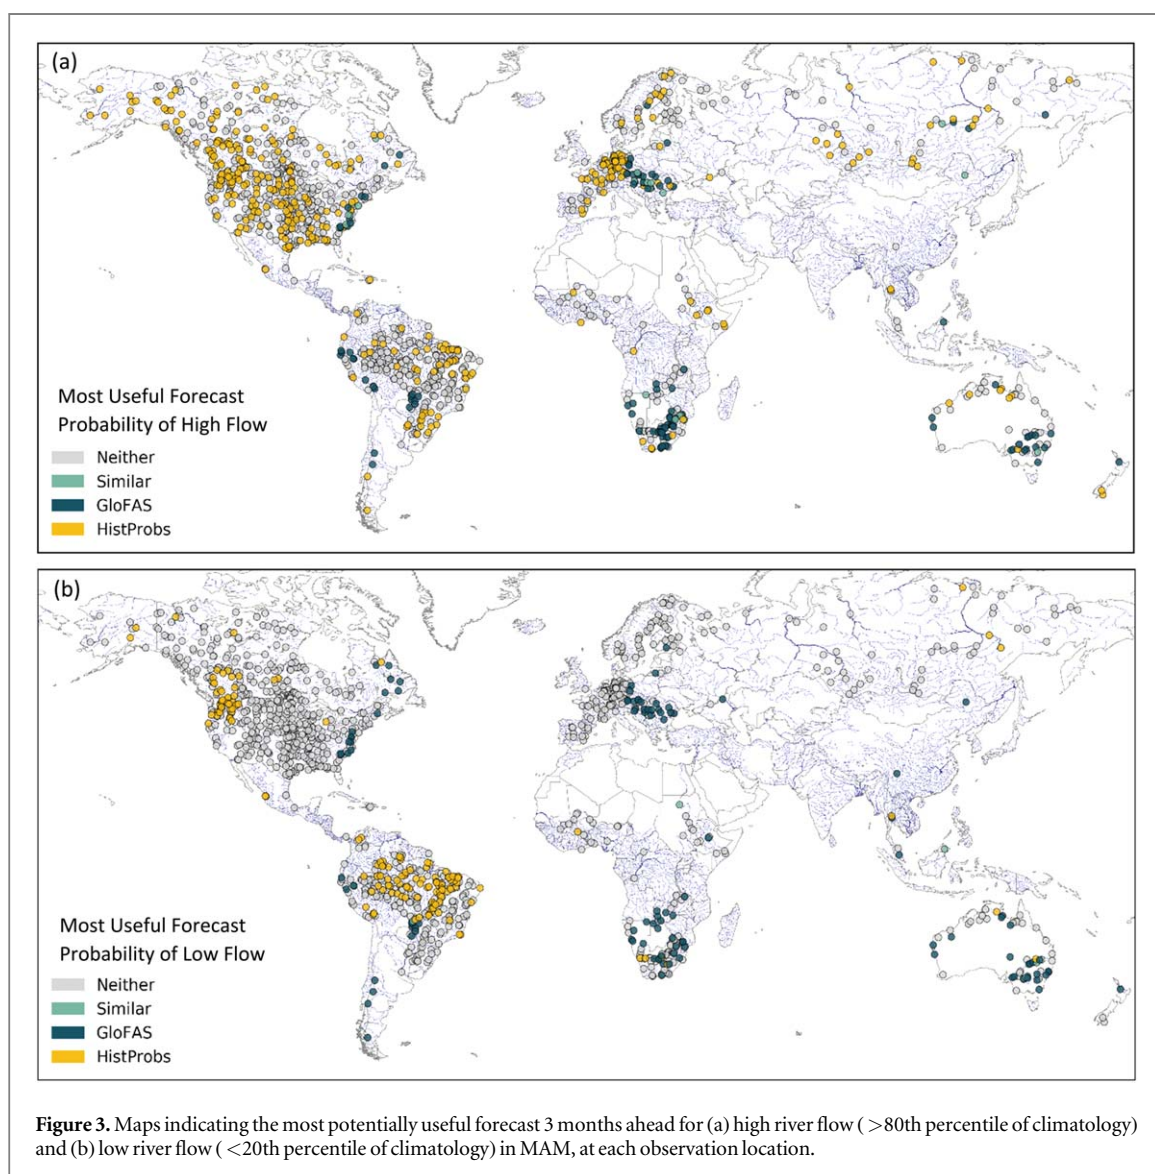 (a)
Most Useful Forecast
Probability of High Flow
Neither
Similar
GloFAS
HistProbs
(b)
Most Useful Forecast
Probability of Low Flow
Neither
Similar
GloFAS
HistProbs
Figure 3. Maps indicating the most potentially useful forecast 3 months ahead for (a) high river flow ( >80th percentile of climatology)
and (b) low river flow ( <20th percentile of climatology) in MAM, at each observation location.